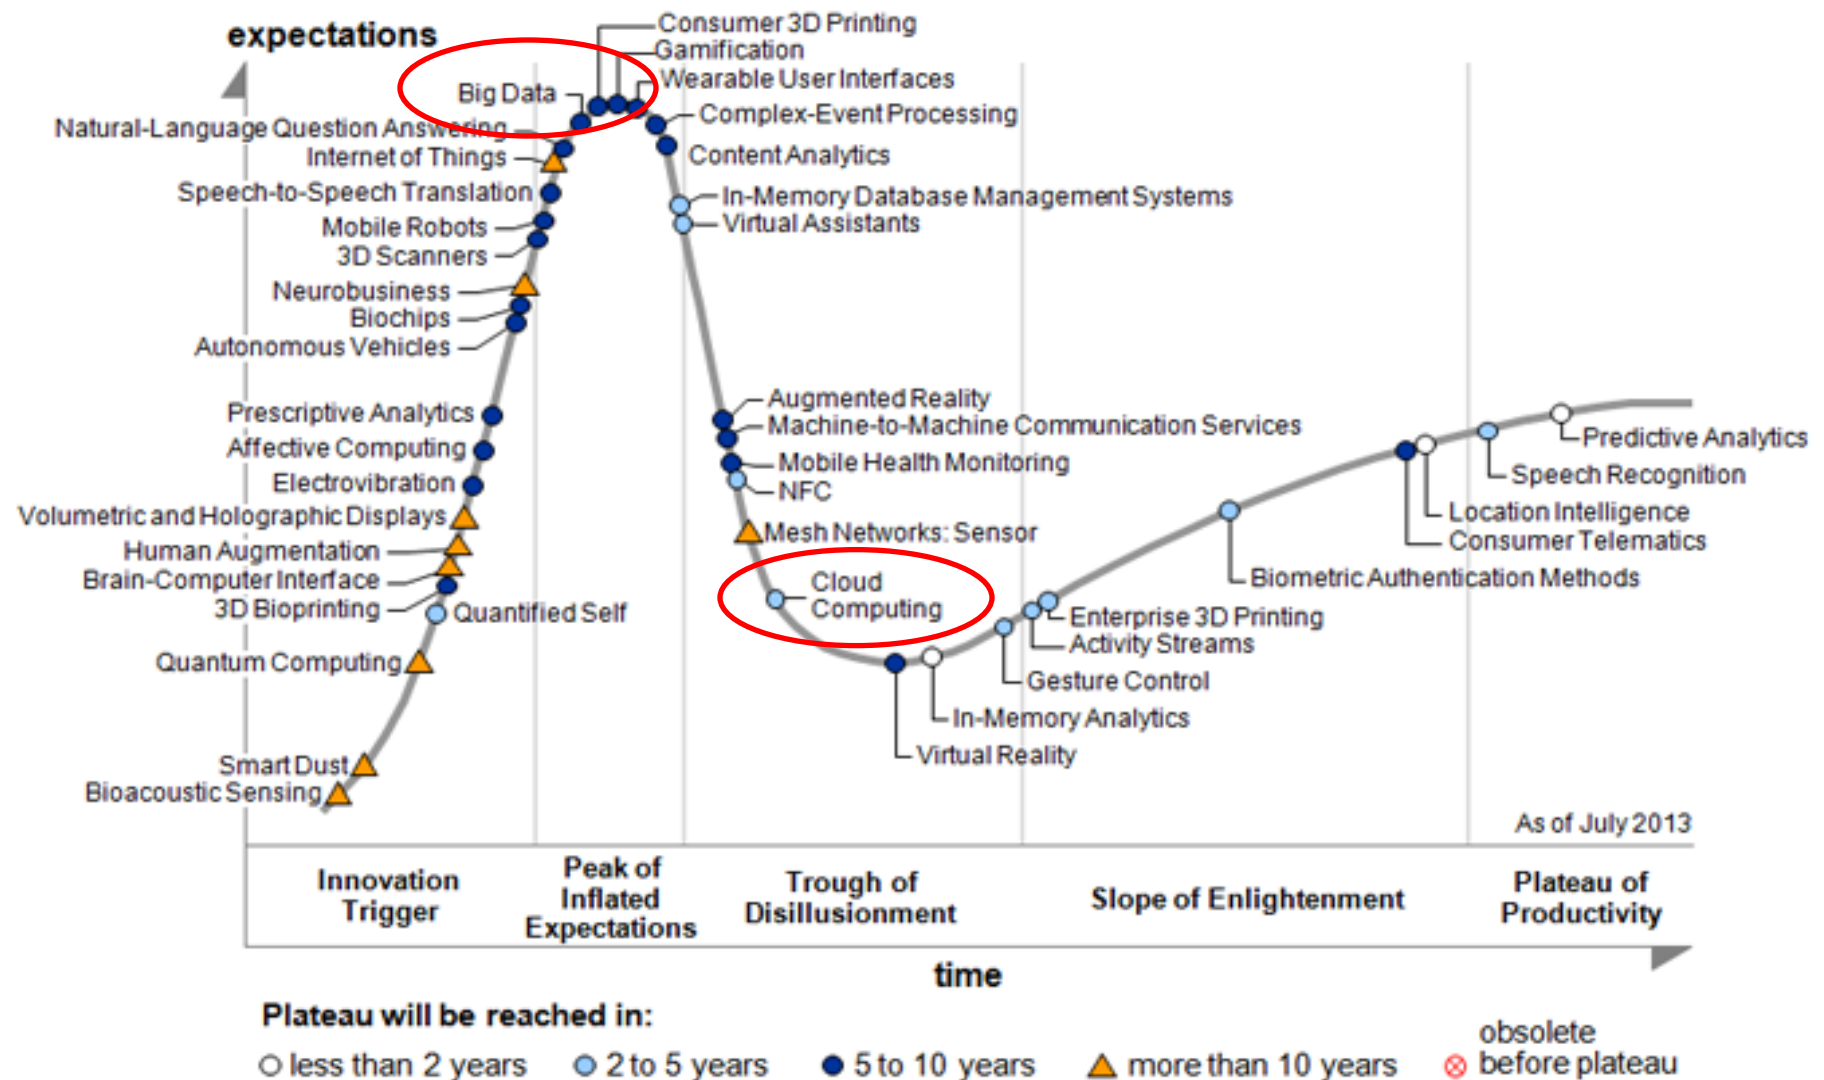 expectations
Consumer 3D Printing
Gamification
Wearable User Interfaces
Big Data
Complex-Event Processing
Natural-Language Question Answering
Content Analytics
Internet of Things
Speech-to-Speech Translation
In-Memory Database Management Systems
Mobile Robots
Virtual Assistants
3D Scanners
Neurobusiness
Biochips
Autonomous Vehicles
Augmented Reality
Prescriptive Analytics
Machine-to-Machine Communication Services
Predictive Analytics
Affective Computing
Mobile Health Monitoring
Speech Recognition
Electrovibration
NFC
Volumetric and Holographic Displays
Location Intelligence
Mesh Networks: Sensor
Consumer Telematics
Human Augmentation
Brain-Computer Interface
Cloud
Computing
Biometric Authentication Methods
3D Bioprinting
Quantified Self
Enterprise 3D Printing
Activity Streams
Quantum Computing
Gesture Control
In-Memory Analytics
Virtual Reality
Smart Dust
Bioacoustic Sensing
As of July 2013
Innovation
Trigger
Peak of
Inflated
Expectations
Trough of
Disillusionment
Slope of Enlightenment
Plateau of
Productivity
time
Plateau will be reached in:
less than 2 years
2 to 5 years
5 to 10 years
more than 10 years
obsolete
before plateau